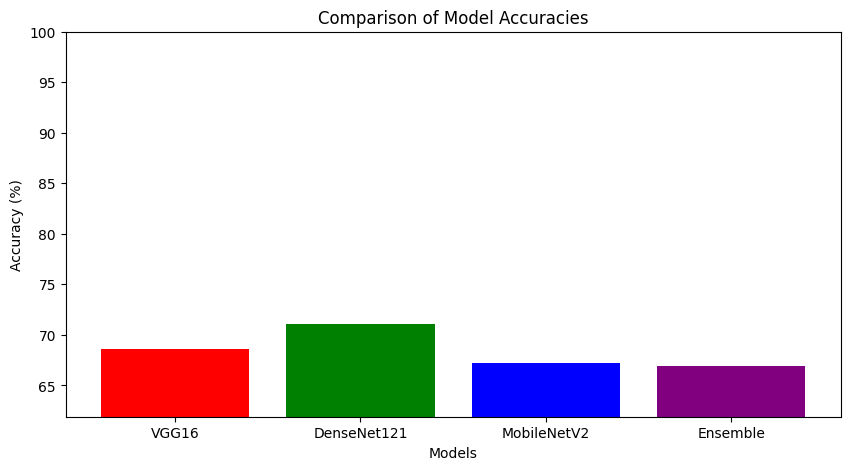 Comparison of Model Accuracies
100
95
90
85
80
75
70
65
Accuracy (%)
VGG16 DenseNet121 MobileNetV2 Ensemble
Models